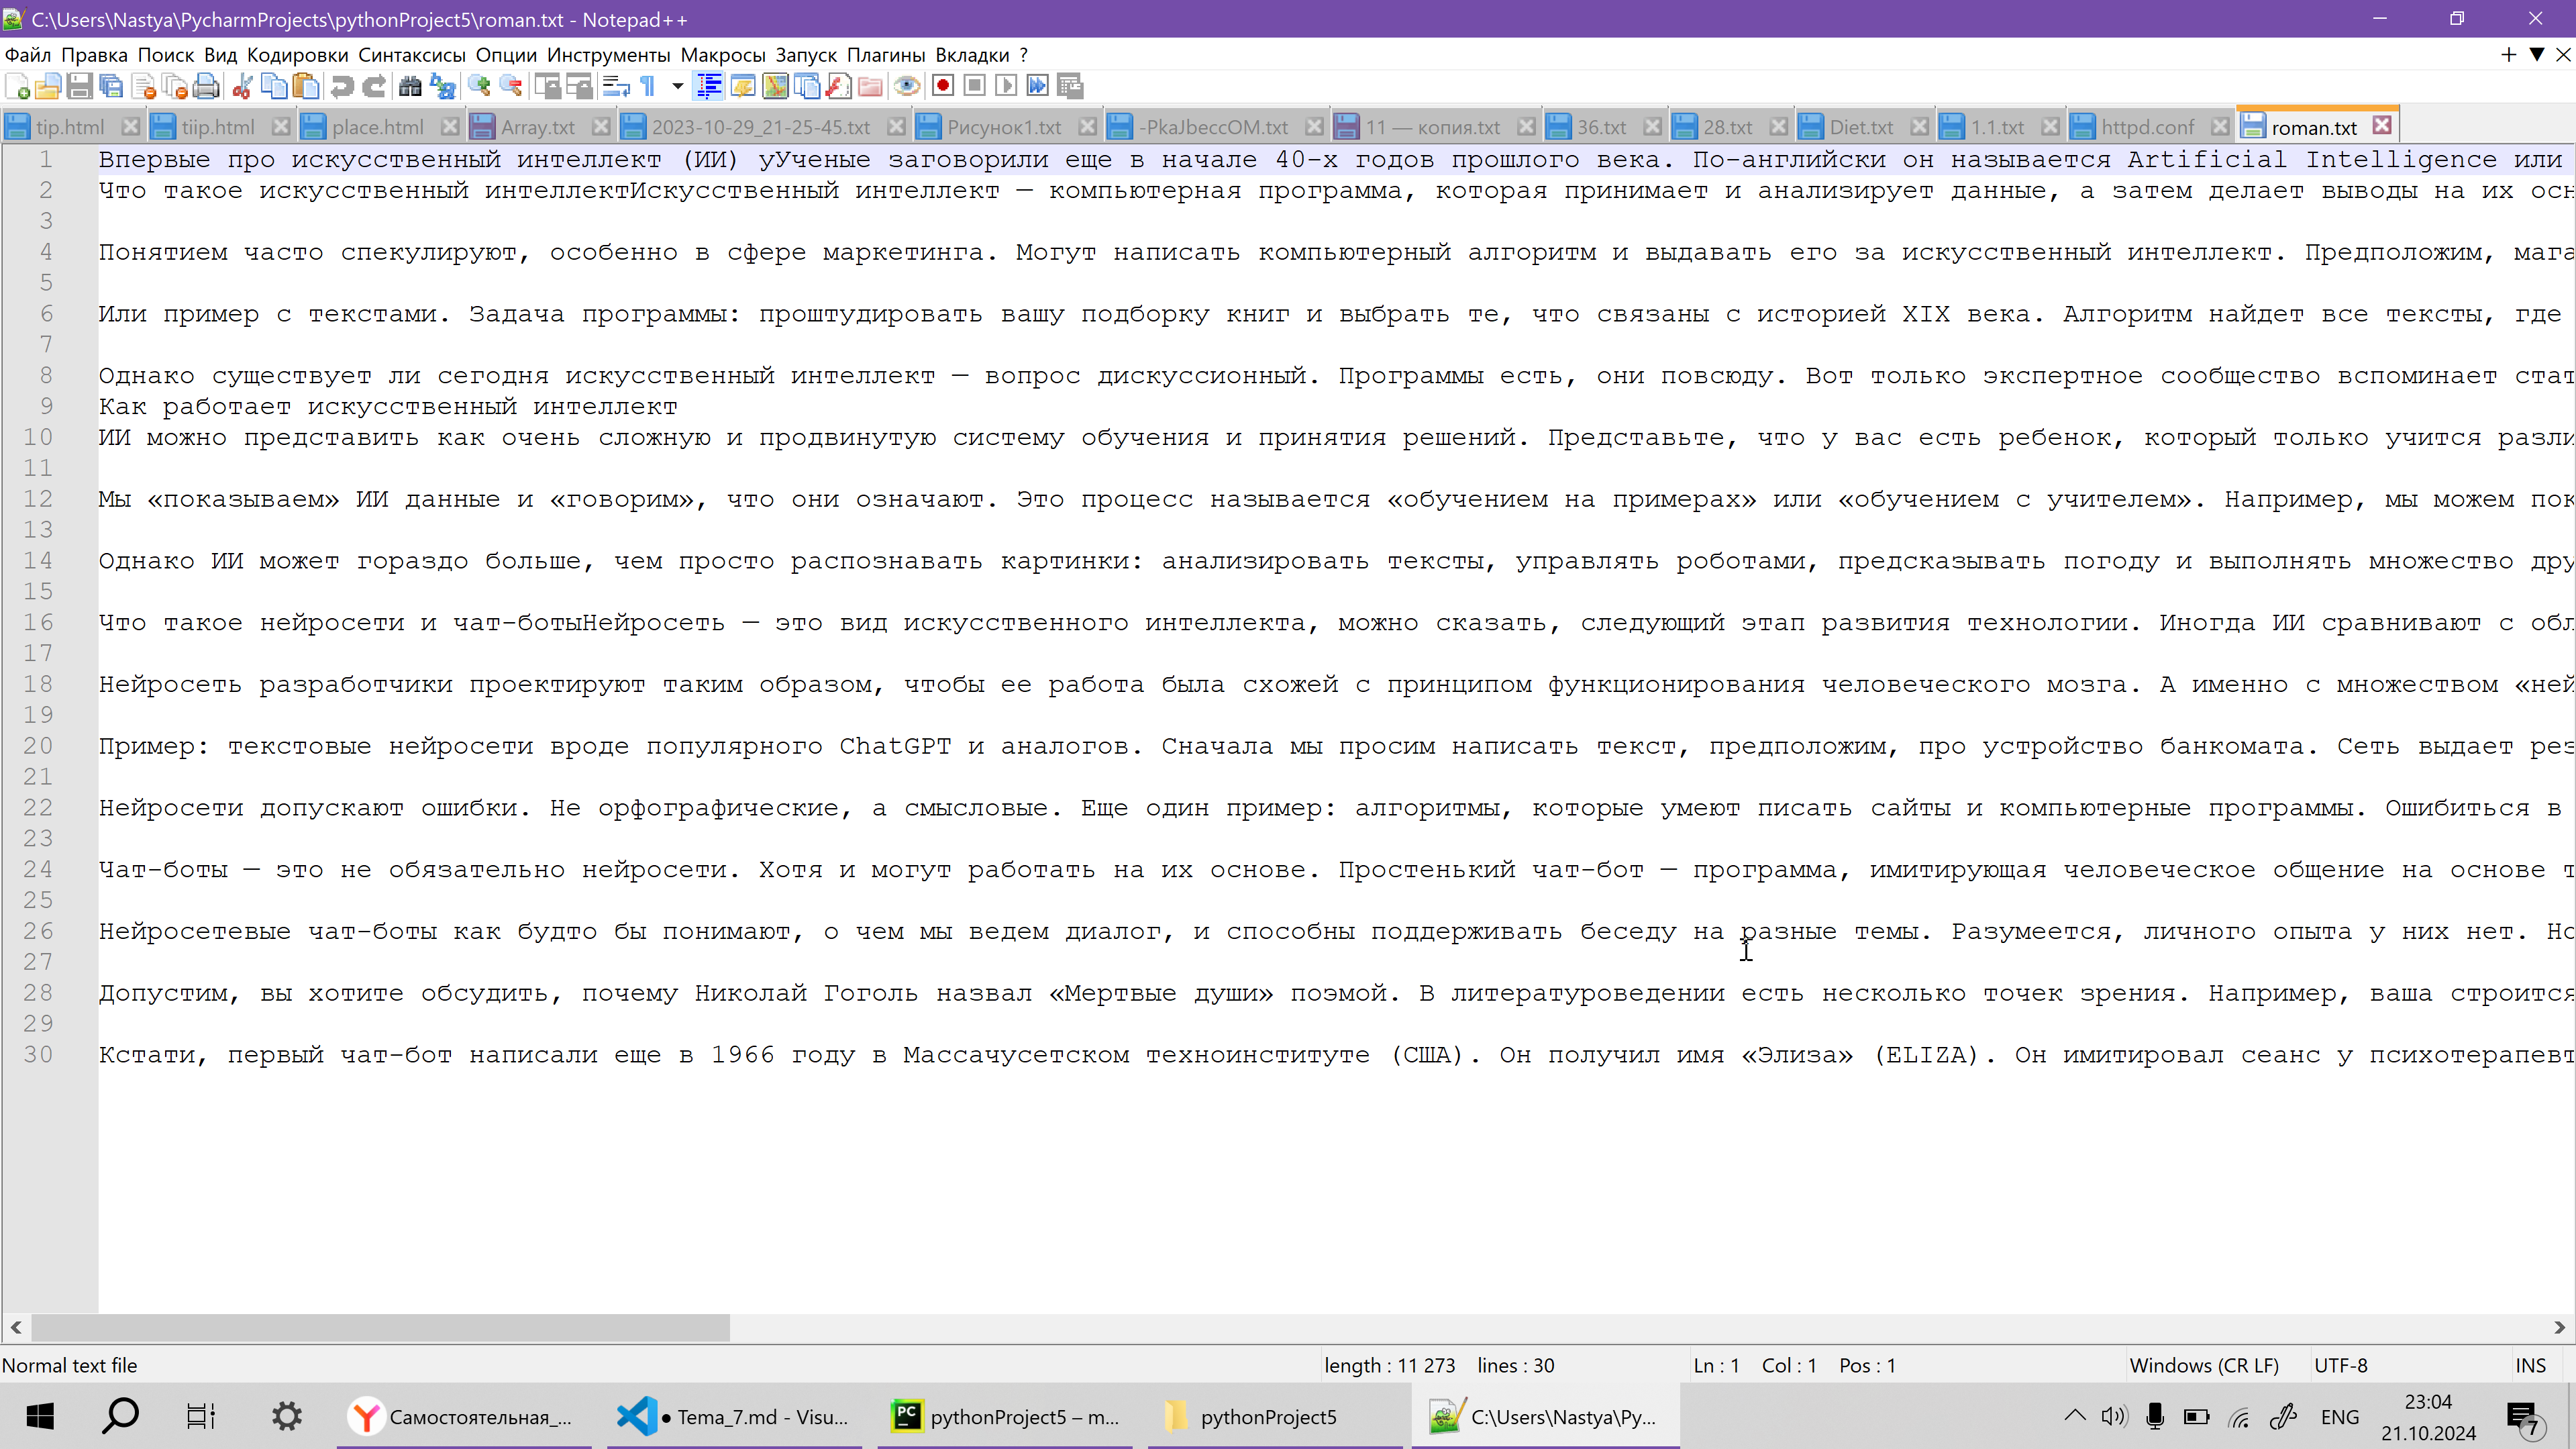 C:\Users\Nastya\PycharmProjects\pythonProject5\roman.txt - Notepad++
Файл Правка Поиск Вид Кодировки Синтаксисы Опции Инструменты Макросы Запуск Плагины Вкладки ?
tip.html tiip.html place.html Array.txt 2023-10-29_21-25-45.txt Рисунок1.txt -PkaJbeccOM.txt 11 — копия.txt 36.txt 28.txt Diet.txt 1.1.txt httpd.conf roman.txt
1 Впервые про искусственный интеллект (ИИ) уУченые заговорили еще в начале 40-х годов прошлого века. По-английски он называется Artificial Intelligence или
2 Что такое искусственный интеллектИскусственный интеллект — компьютерная программа, которая принимает и анализирует данные, а затем делает выводы на их осн
3
4 Понятием часто спекулируют, особенно в сфере маркетинга. Могут написать компьютерный алгоритм и выдавать его за искусственный интеллект. Предположим, мага
5
6 Или пример с текстами. Задача программы: проштудировать вашу подборку книг и выбрать те, что связаны с историей XIX века. Алгоритм найдет все тексты, где
7
8 Однако существует ли сегодня искусственный интеллект — вопрос дискуссионный. Программы есть, они повсюду. Вот только экспертное сообщество вспоминает стат
9 Как работает искусственный интеллект
10 ИИ можно представить как очень сложную и продвинутую систему обучения и принятия решений. Представьте, что у вас есть ребенок, который только учится разли
11
12 Мы «показываем» ИИ данные и «говорим», что они означают. Это процесс называется «обучением на примерах» или «обучением с учителем». Например, мы можем пок
13
14 Однако ИИ может гораздо больше, чем просто распознавать картинки: анализировать тексты, управлять роботами, предсказывать погоду и выполнять множество дру
15
16 Что такое нейросети и чат-ботыНейросеть — это вид искусственного интеллекта, можно сказать, следующий этап развития технологии. Иногда ИИ сравнивают с обл
17
18 Нейросеть разработчики проектируют таким образом, чтобы ее работа была схожей с принципом функционирования человеческого мозга. А именно с множеством «ней
19
20 Пример: текстовые нейросети вроде популярного ChatGPT и аналогов. Сначала мы просим написать текст, предположим, про устройство банкомата. Сеть выдает рез
21
22 Нейросети допускают ошибки. Не орфографические, а смысловые. Еще один пример: алгоритмы, которые умеют писать сайты и компьютерные программы. Ошибиться в
23
24 Чат-боты — это не обязательно нейросети. Хотя и могут работать на их основе. Простенький чат-бот — программа, имитирующая человеческое общение на основе т
25
26 Нейросетевые чат-боты как будто бы понимают, о чем мы ведем диалог, и способны поддерживать беседу на разные темы. Разумеется, личного опыта у них нет. Но
27
28 Допустим, вы хотите обсудить, почему Николай Гоголь назвал «Мертвые души» поэмой. В литературоведении есть несколько точек зрения. Например, ваша строится
29
30 Кстати, первый чат-бот написали еще в 1966 году в Массачусетском техноинституте (США). Он получил имя «Элиза» (ELIZA). Он имитировал сеанс у психотерапевт
Normal text file length : 11 273 lines : 30 Ln : 1 Col : 1 Pos : 1 Windows (CR LF) UTF-8 INS
Самостоятельная_... Tema_7.md - Visu... pythonProject5 – m... pythonProject5 C:\Users\Nastya\Py... ENG 23:04
21.10.2024 7